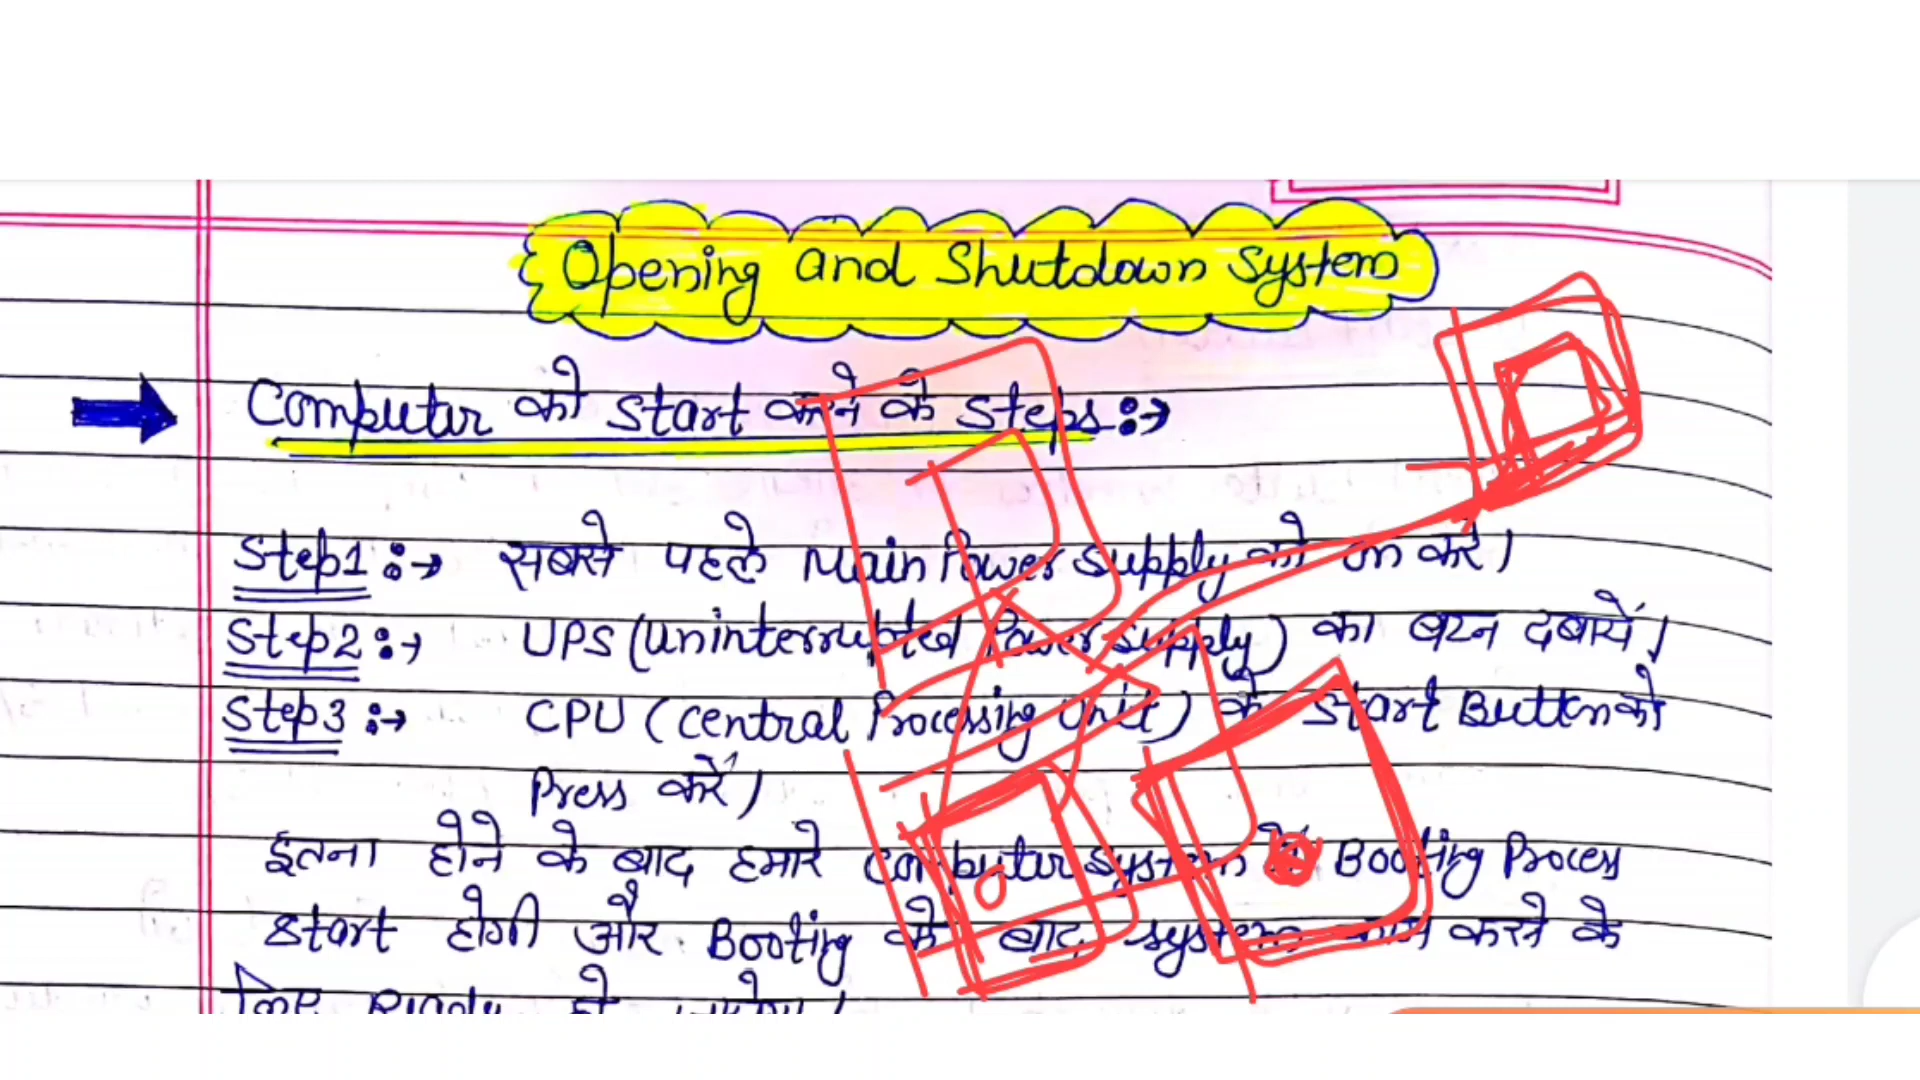 Opening and Shutdown System
Computer को Start करने के Steps :→
Step1 :→ सबसे पहले Main Power Supply को on करे।
Step2 :→ UPS (Uninterrupted Power Supply) का बटन दबायें।
Step3 :→ CPU (Central Processing Unit) के Start Button को
Press करें।
इतना होने के बाद हमारे Computer System में Booting Process
Start होगी और Booting के बाद System काम करने के
लिए Ready हो जायेगा।